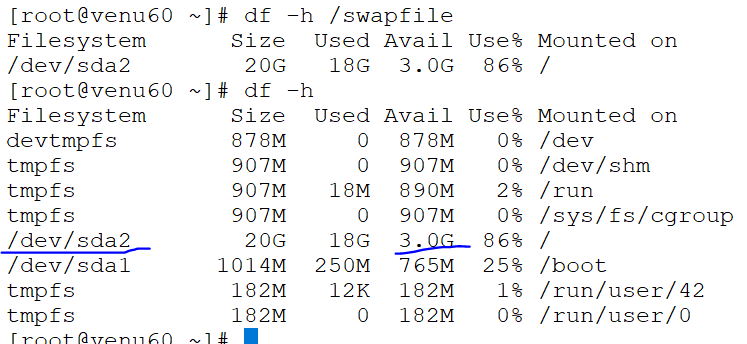 [root@venu60 ~]# df -h /swapfile
Filesystem      Size  Used Avail Use% Mounted on
/dev/sda2        20G   18G  3.0G  86% /
[root@venu60 ~]# df -h
Filesystem      Size  Used Avail Use% Mounted on
devtmpfs        878M     0  878M   0% /dev
tmpfs           907M     0  907M   0% /dev/shm
tmpfs           907M   18M  890M   2% /run
tmpfs           907M     0  907M   0% /sys/fs/cgroup
/dev/sda2        20G   18G  3.0G  86% /
/dev/sda1      1014M  250M  765M  25% /boot
tmpfs           182M   12K  182M   1% /run/user/42
tmpfs           182M     0  182M   0% /run/user/0
[root@venu60 ~]#